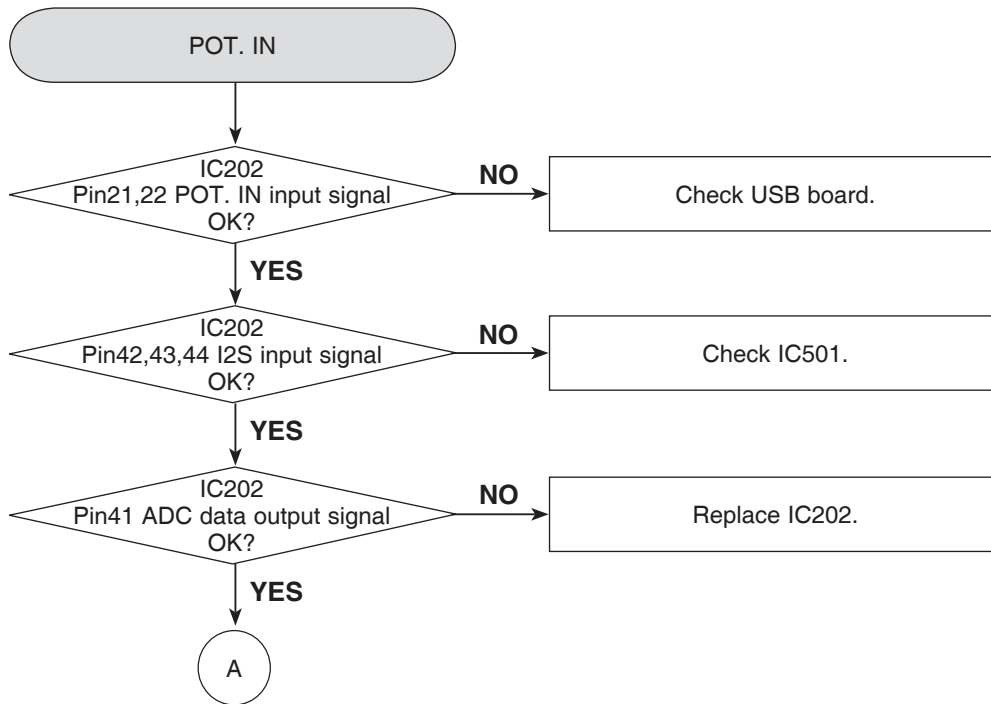 POT. IN
IC202
Pin21,22 POT. IN input signal
OK?
NO
Check USB board.
YES
IC202
Pin42,43,44 I2S input signal
OK?
NO
Check IC501.
YES
IC202
Pin41 ADC data output signal
OK?
NO
Replace IC202.
YES
A